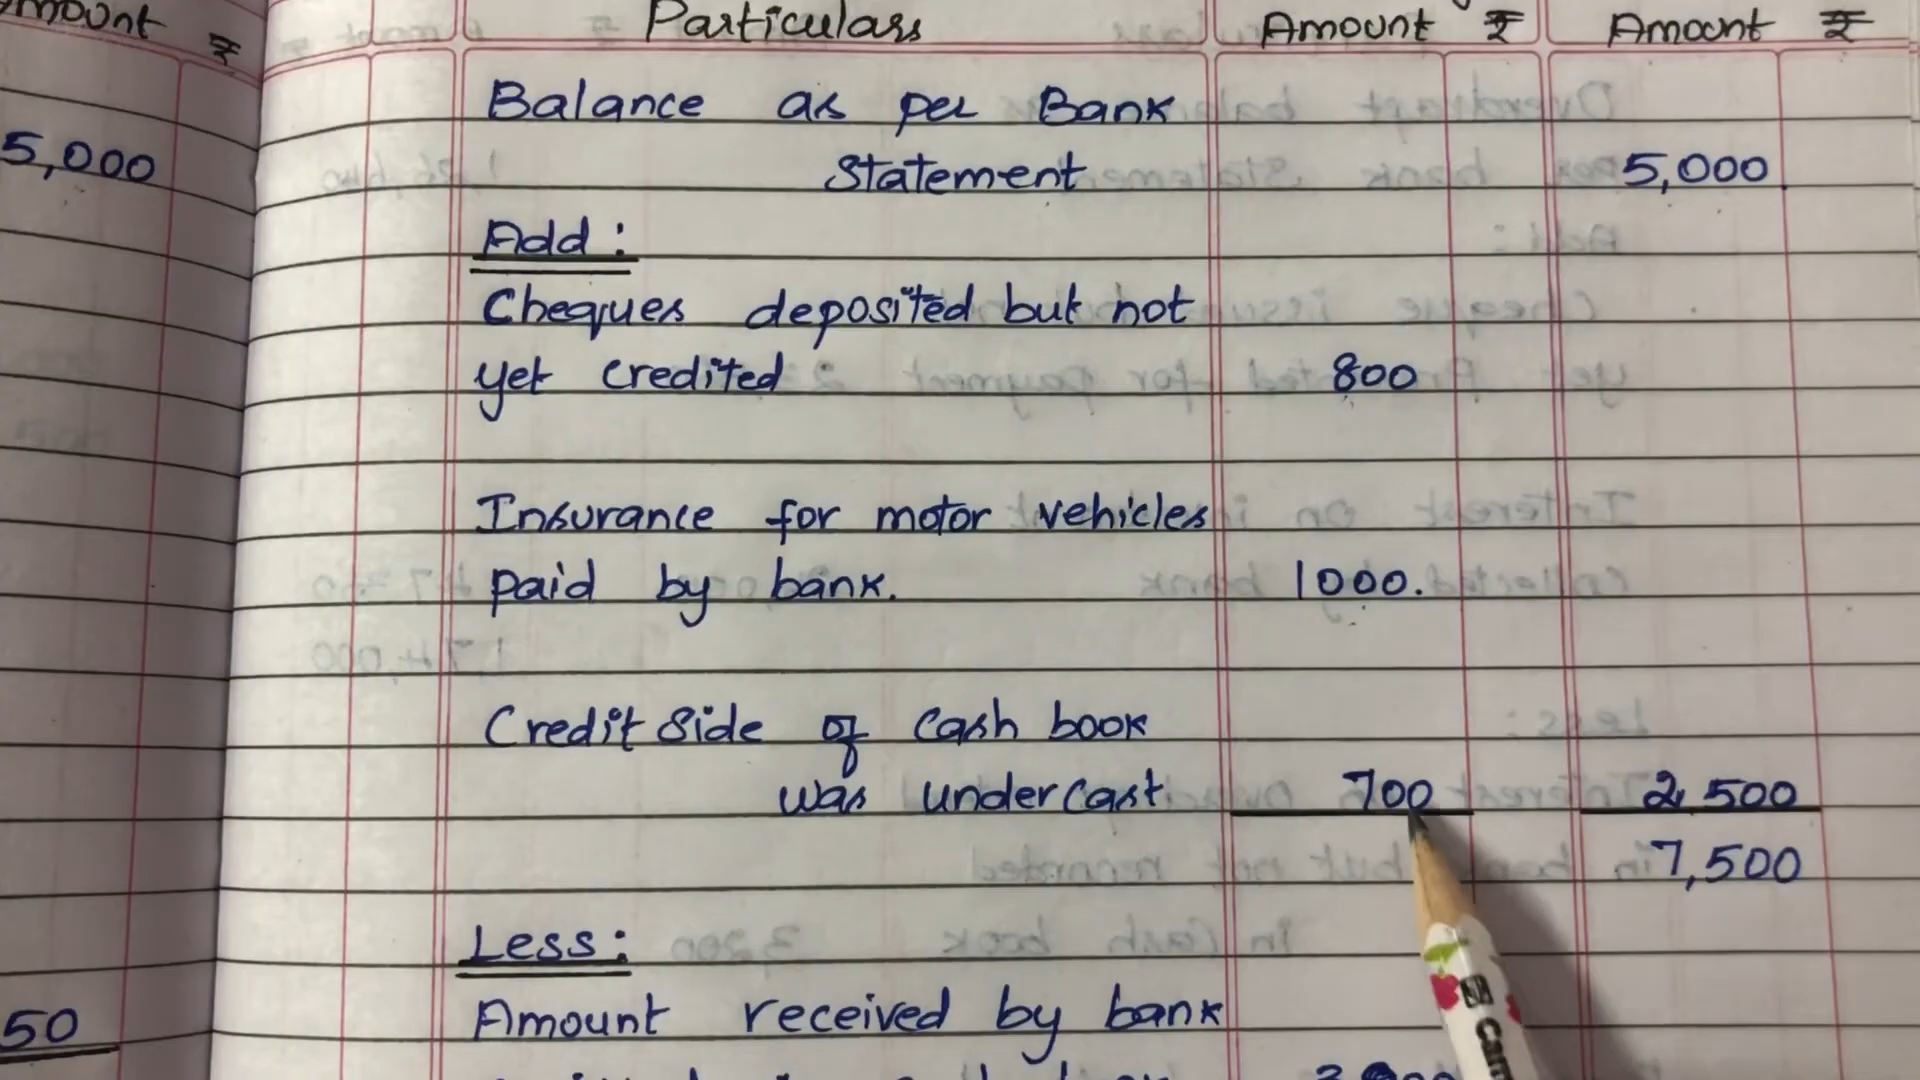 mount ₹
Particulars
Amount ₹
Amount ₹
Balance as per Bank
Statement
5,000
5,000
Add:
Cheques deposited but not
yet credited
800
Insurance for motor vehicles
paid by bank.
1000.
Credit side of cash book
was undercast
700
2,500
7,500
Less:
Amount received by bank
50
Cam